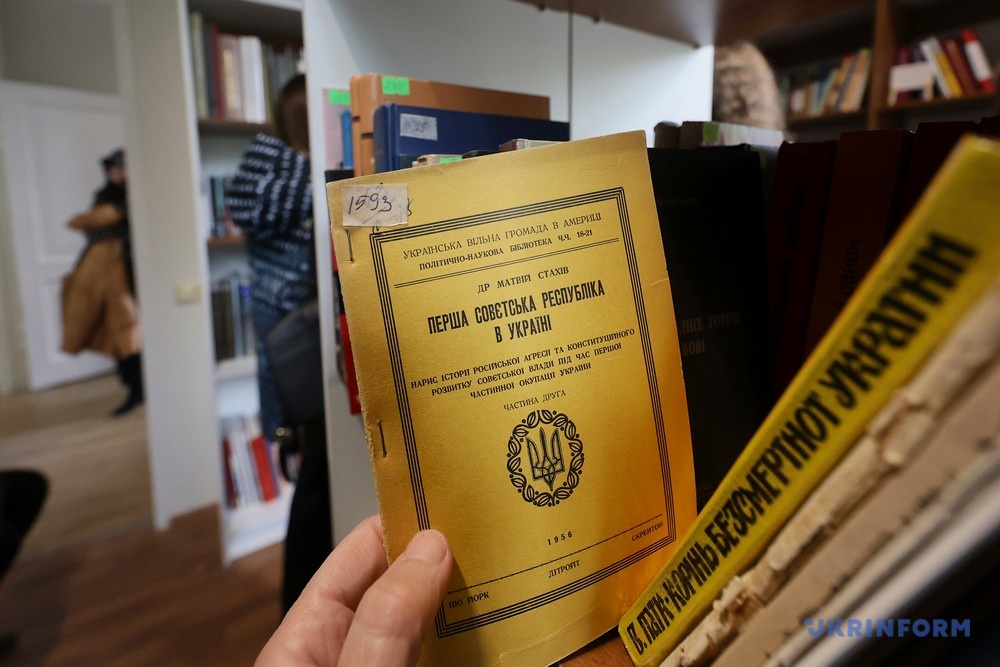 1593
УКРАЇНСЬКА ВІЛЬНА ГРОМАДА В АМЕРИЦІ
ПОЛІТИЧНО-НАУКОВА БІБЛІОТЕКА Ч.Ч. 18-21
ДР МАТВІЙ СТАХІВ
ПЕРША СОВЄТСЬКА РЕСПУБЛІКА
В УКРАЇНІ
НАРИС ІСТОРІЇ РОСІЙСЬКОЇ АГРЕСІЇ ТА КОНСТИТУЦІЙНОГО
РОЗВИТКУ СОВЄТСЬКОЇ ВЛАДИ ПІД ЧАС ПЕРШОЇ
ЧАСТИННОЇ ОКУПАЦІЇ УКРАЇНИ
ЧАСТИНА ДРУГА
1956
НЮ ЙОРК
ДІТРОЙТ
СКРЕНТОН
В. ПАТИК·КОРІНЬ БЕЗСМЕРТНОЇ УКРАЇНИ
UKRINFORM